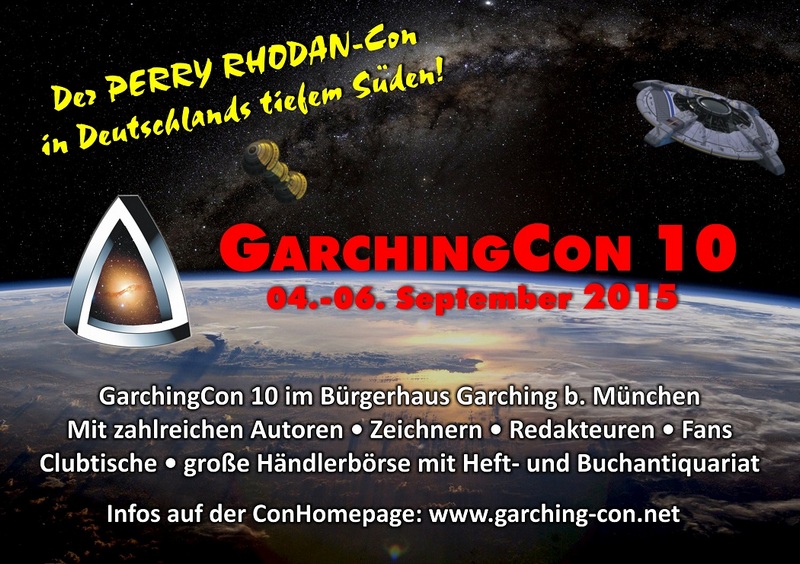 Der PERRY RHODAN-Con
in Deutschlands tiefem Süden!
GARCHINGCON 10
04.-06. September 2015
GarchingCon 10 im Bürgerhaus Garching b. München
Mit zahlreichen Autoren • Zeichnern • Redakteuren • Fans
Clubtische • große Händlerbörse mit Heft- und Buchantiquariat
Infos auf der ConHomepage: www.garching-con.net